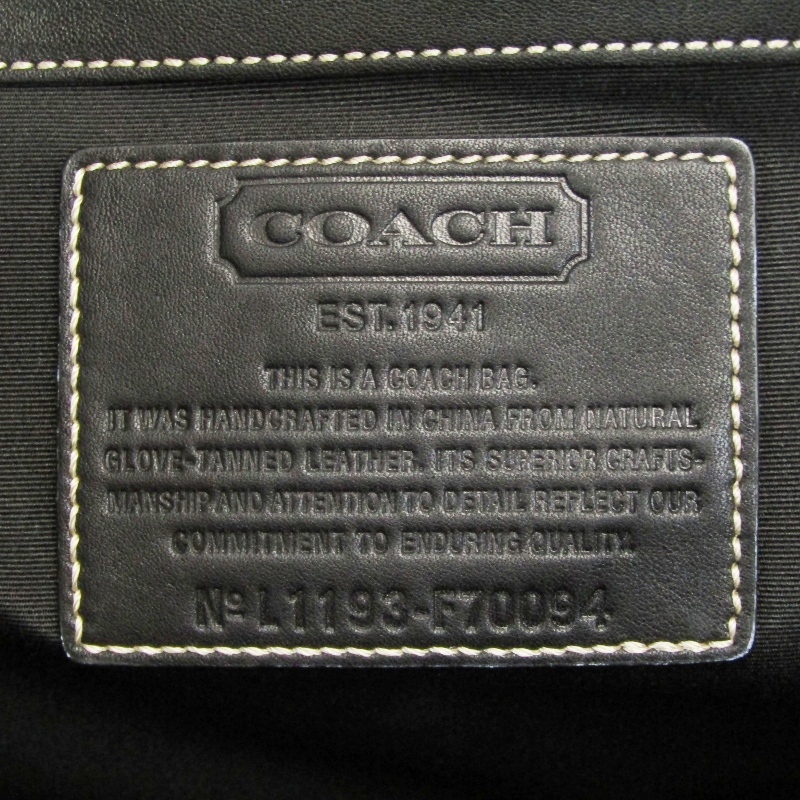 COACH
EST. 1941
THIS IS A COACH BAG.
IT WAS HANDCRAFTED IN CHINA FROM NATURAL
GLOVE-TANNED LEATHER. ITS SUPERIOR CRAFTS-
MANSHIP AND ATTENTION TO DETAIL REFLECT OUR
COMMITMENT TO ENDURING QUALITY.
Nº L1193-F70094